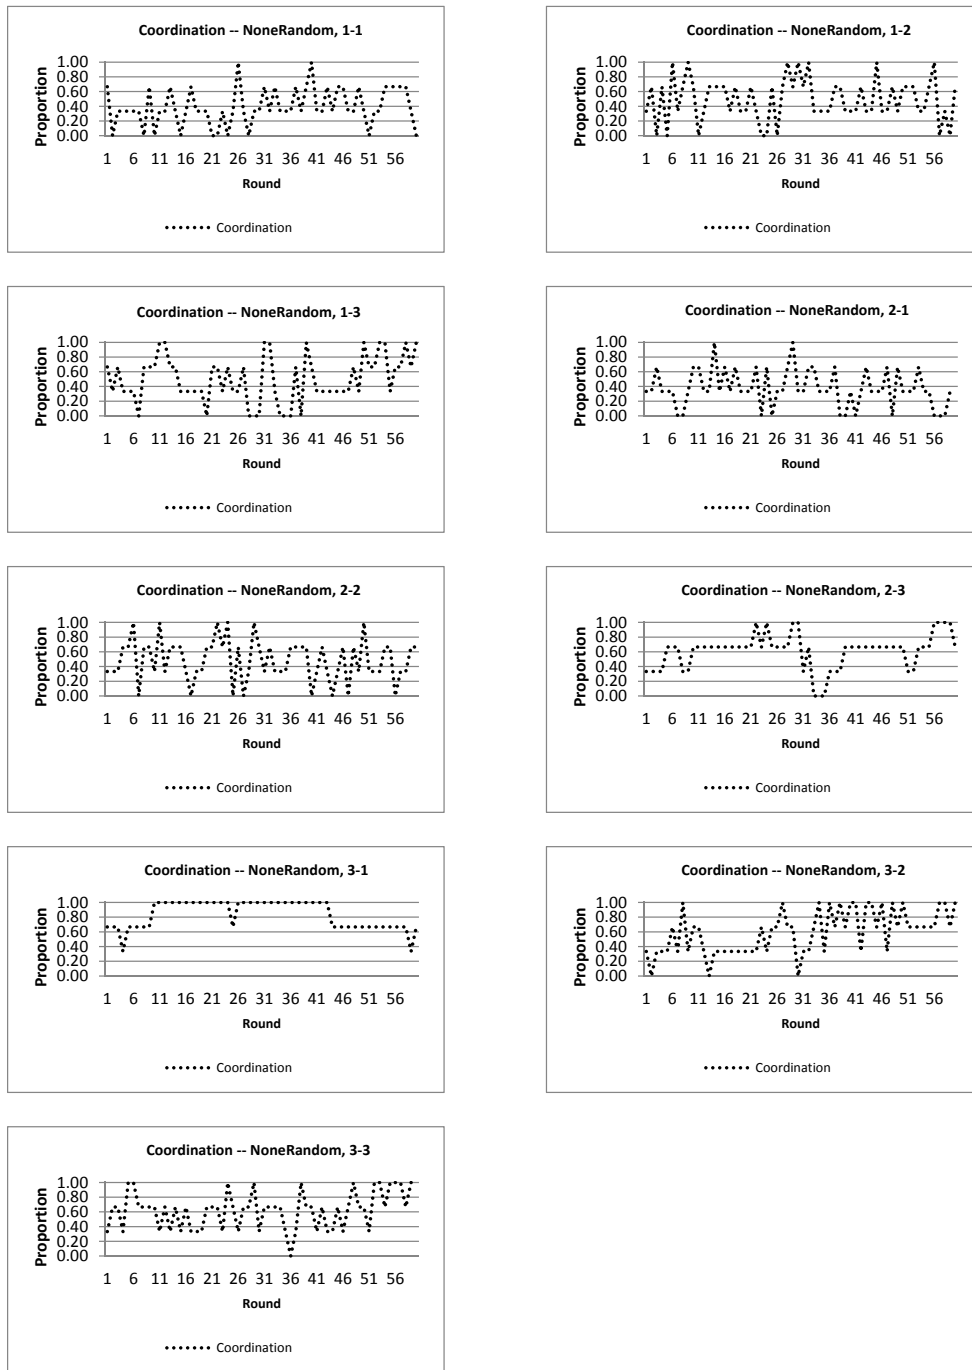 Coordination -- NoneRandom, 1-1
1.00
0.80
0.60
0.40
0.20
0.00
Proportion
1 6 11 16 21 26 31 36 41 46 51 56
Round
Coordination
Coordination -- NoneRandom, 1-2
1.00
0.80
0.60
0.40
0.20
0.00
Proportion
1 6 11 16 21 26 31 36 41 46 51 56
Round
Coordination
Coordination -- NoneRandom, 1-3
1.00
0.80
0.60
0.40
0.20
0.00
Proportion
1 6 11 16 21 26 31 36 41 46 51 56
Round
Coordination
Coordination -- NoneRandom, 2-1
1.00
0.80
0.60
0.40
0.20
0.00
Proportion
1 6 11 16 21 26 31 36 41 46 51 56
Round
Coordination
Coordination -- NoneRandom, 2-2
1.00
0.80
0.60
0.40
0.20
0.00
Proportion
1 6 11 16 21 26 31 36 41 46 51 56
Round
Coordination
Coordination -- NoneRandom, 2-3
1.00
0.80
0.60
0.40
0.20
0.00
Proportion
1 6 11 16 21 26 31 36 41 46 51 56
Round
Coordination
Coordination -- NoneRandom, 3-1
1.00
0.80
0.60
0.40
0.20
0.00
Proportion
1 6 11 16 21 26 31 36 41 46 51 56
Round
Coordination
Coordination -- NoneRandom, 3-2
1.00
0.80
0.60
0.40
0.20
0.00
Proportion
1 6 11 16 21 26 31 36 41 46 51 56
Round
Coordination
Coordination -- NoneRandom, 3-3
1.00
0.80
0.60
0.40
0.20
0.00
Proportion
1 6 11 16 21 26 31 36 41 46 51 56
Round
Coordination